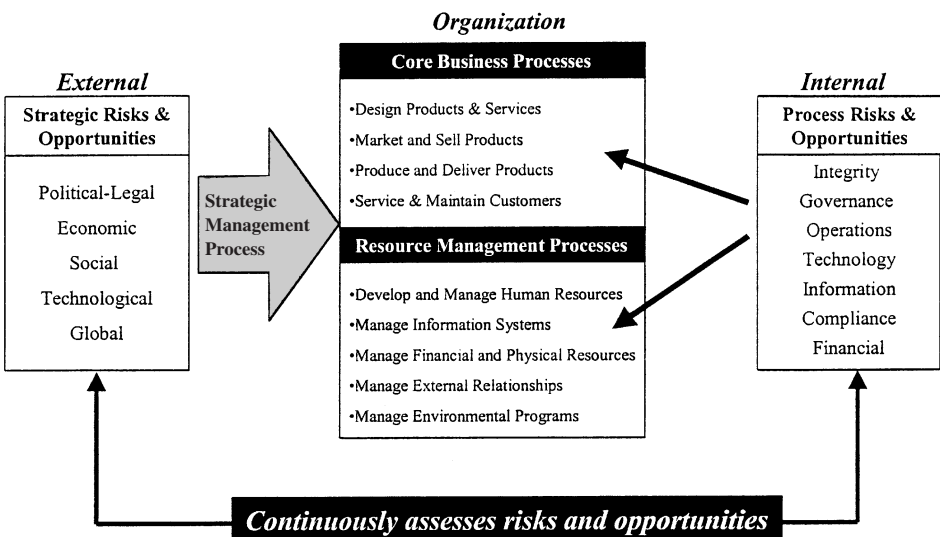 Organization
External
Strategic Risks &
Opportunities
Political-Legal
Economic
Social
Technological
Global
Strategic
Management
Process
Core Business Processes
•Design Products & Services
•Market and Sell Products
•Produce and Deliver Products
•Service & Maintain Customers
Resource Management Processes
•Develop and Manage Human Resources
•Manage Information Systems
•Manage Financial and Physical Resources
•Manage External Relationships
•Manage Environmental Programs
Internal
Process Risks &
Opportunities
Integrity
Governance
Operations
Technology
Information
Compliance
Financial
Continuously assesses risks and opportunities